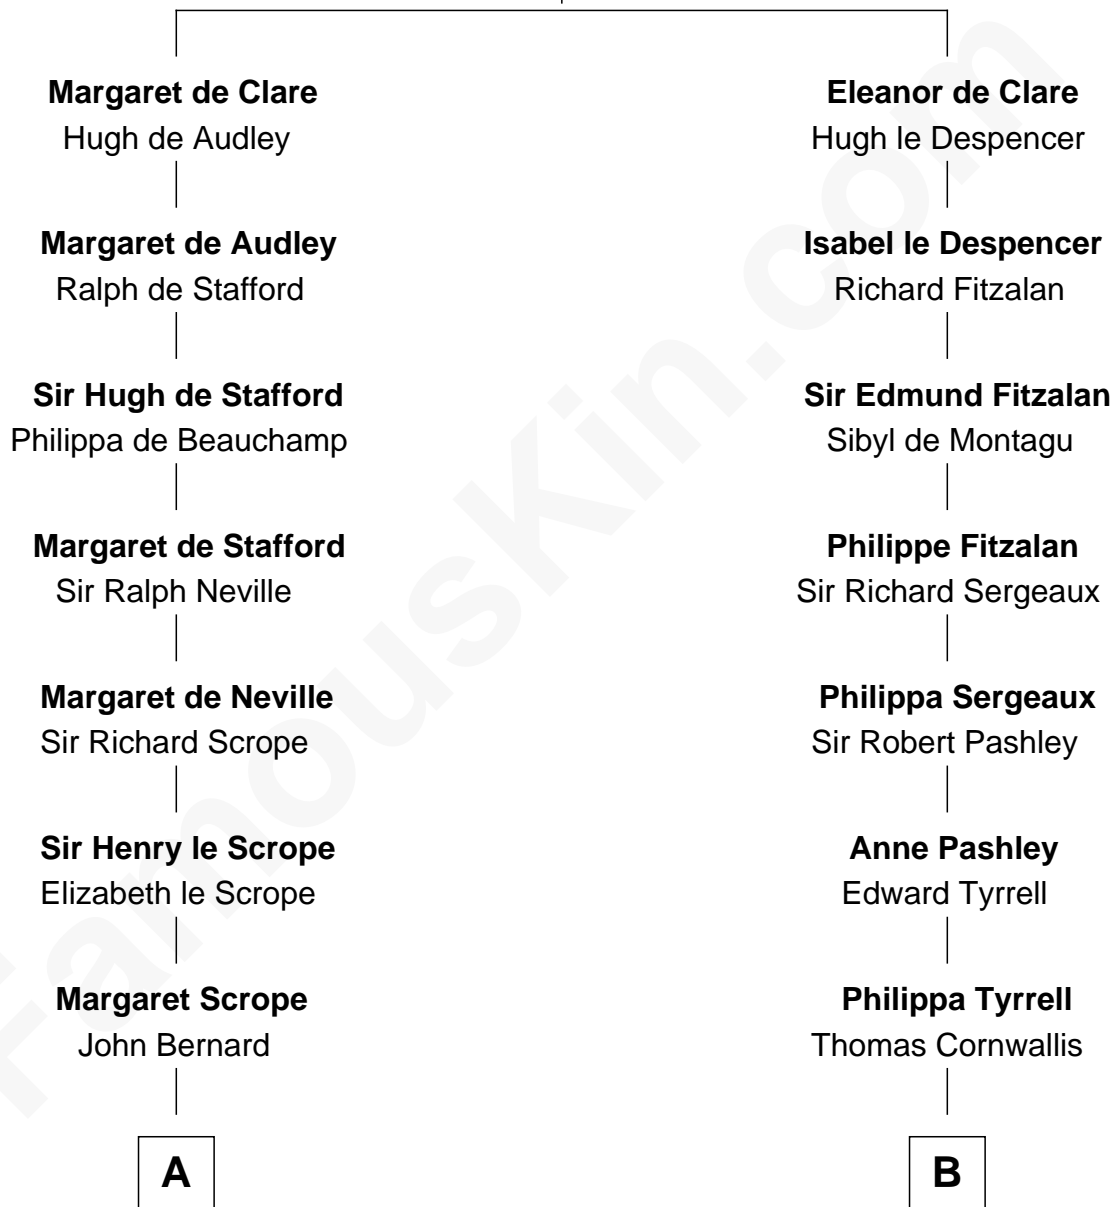 Margaret de Clare
Hugh de Audley
Margaret de Audley
Ralph de Stafford
Sir Hugh de Stafford
Philippa de Beauchamp
Margaret de Stafford
Sir Ralph Neville
Margaret de Neville
Sir Richard Scrope
Sir Henry le Scrope
Elizabeth le Scrope
Margaret Scrope
John Bernard
A
Eleanor de Clare
Hugh le Despencer
Isabel le Despencer
Richard Fitzalan
Sir Edmund Fitzalan
Sibyl de Montagu
Philippe Fitzalan
Sir Richard Sergeaux
Philippa Sergeaux
Sir Robert Pashley
Anne Pashley
Edward Tyrrell
Philippa Tyrrell
Thomas Cornwallis
B
FamousKin.com